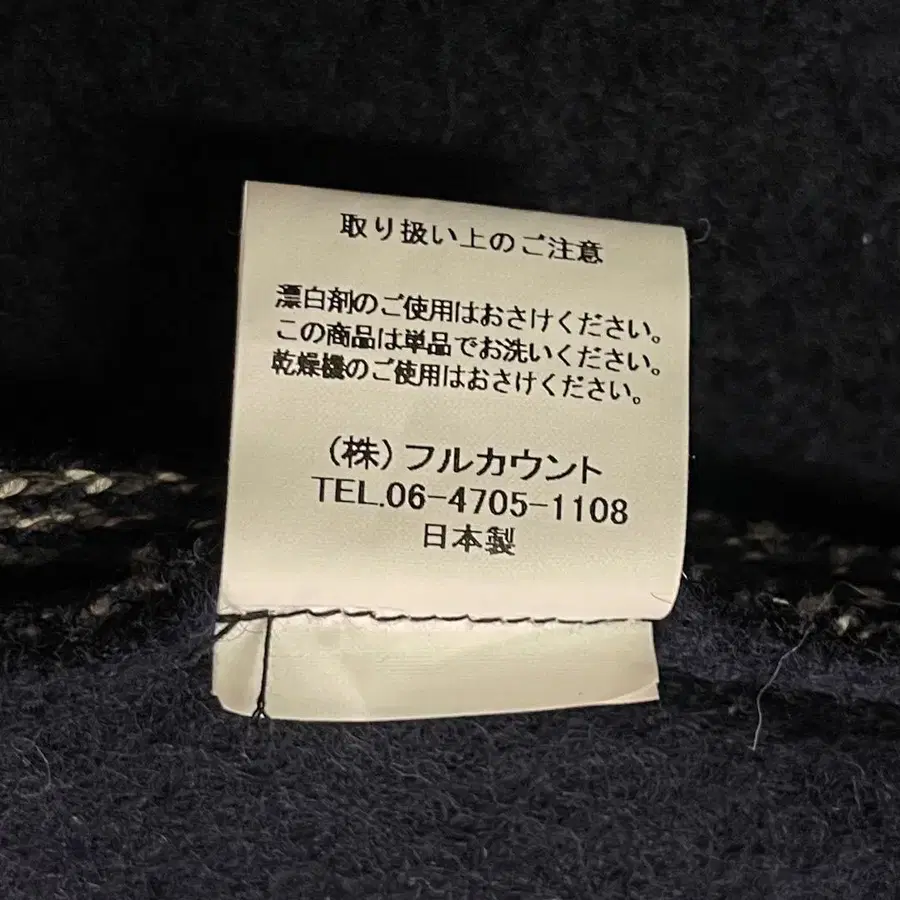 取り扱い上のご注意
漂白剤のご使用はおさけください。
この商品は単品でお洗いください。
乾燥機のご使用はおさけください。
(株)フルカウント
TEL.06-4705-1108
日本製